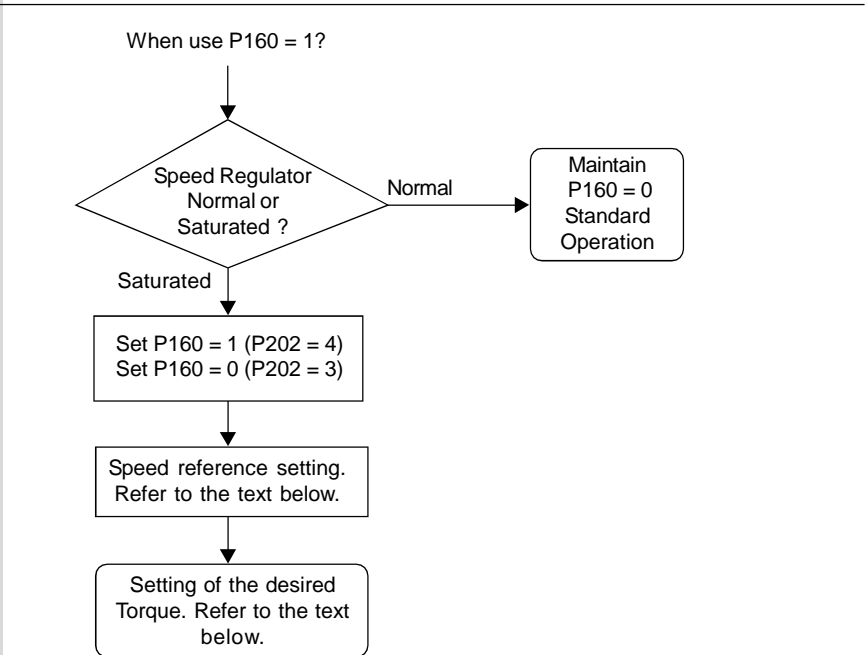 When use P160 = 1?
Speed Regulator
Normal or
Saturated ?
Normal
Maintain
P160 = 0
Standard
Operation
Saturated
Set P160 = 1 (P202 = 4)
Set P160 = 0 (P202 = 3)
Speed reference setting.
Refer to the text below.
Setting of the desired
Torque. Refer to the text
below.